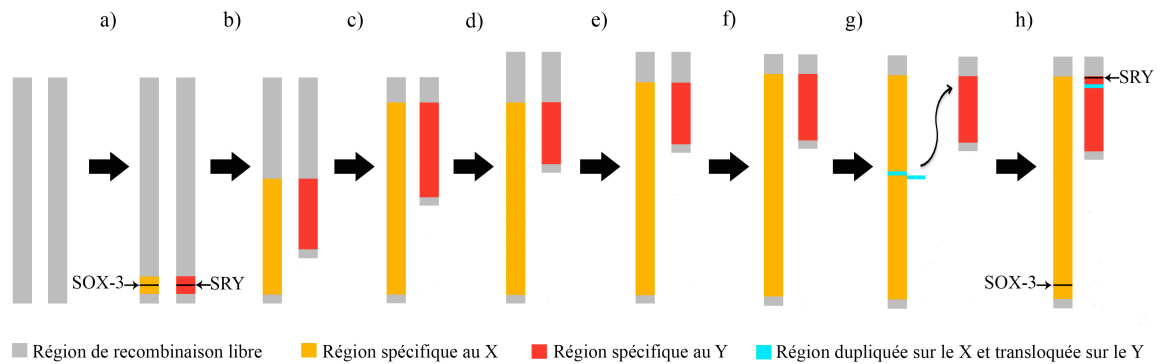 a) b) c) d) e) f) g) h)
SRY
SOX-3 SRY
SOX-3
Région de recombinaison libre Région spécifique au X Région spécifique au Y Région dupliquée sur le X et transloquée sur le Y